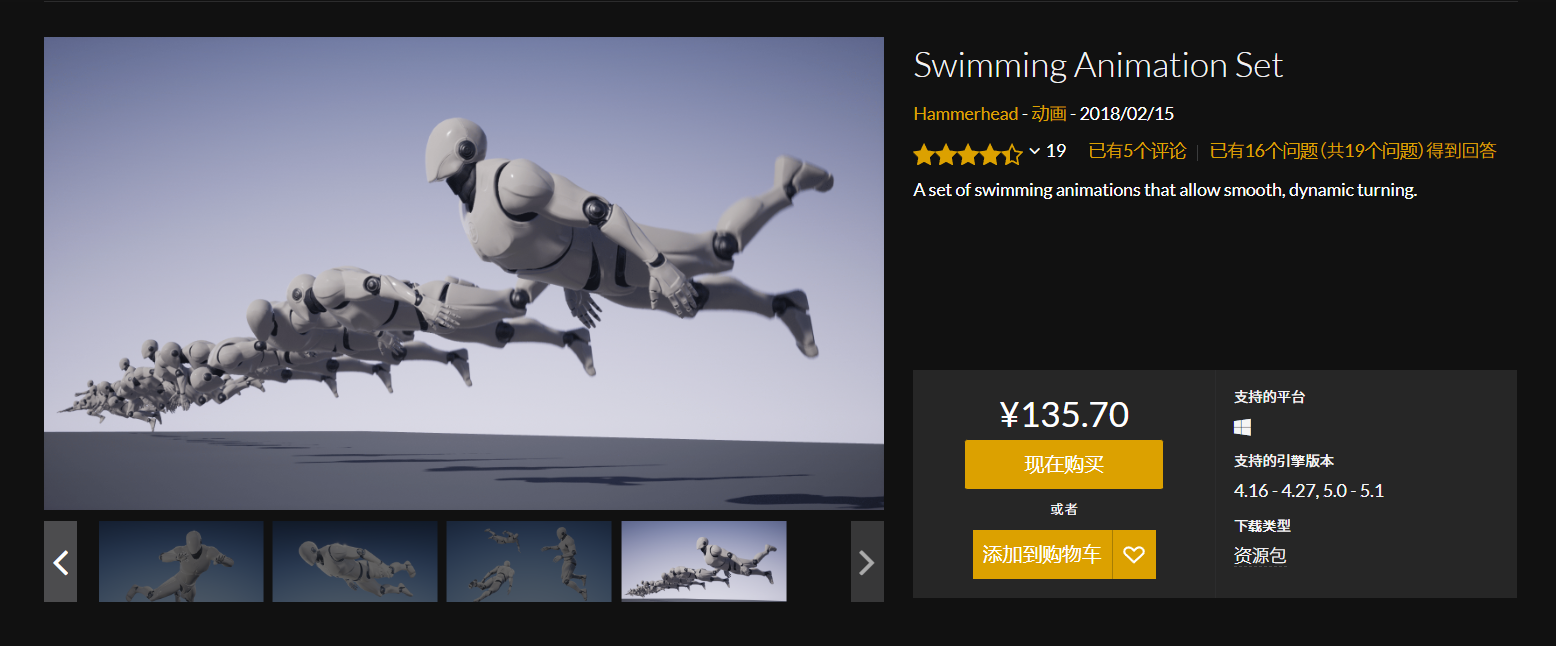 Swimming Animation Set
Hammerhead - 动画 - 2018/02/15
19 已有5个评论 | 已有16个问题 (共19个问题) 得到回答
A set of swimming animations that allow smooth, dynamic turning.
¥135.70
现在购买
或者
添加到购物车
支持的平台
支持的引擎版本
4.16 - 4.27, 5.0 - 5.1
下载类型
资源包